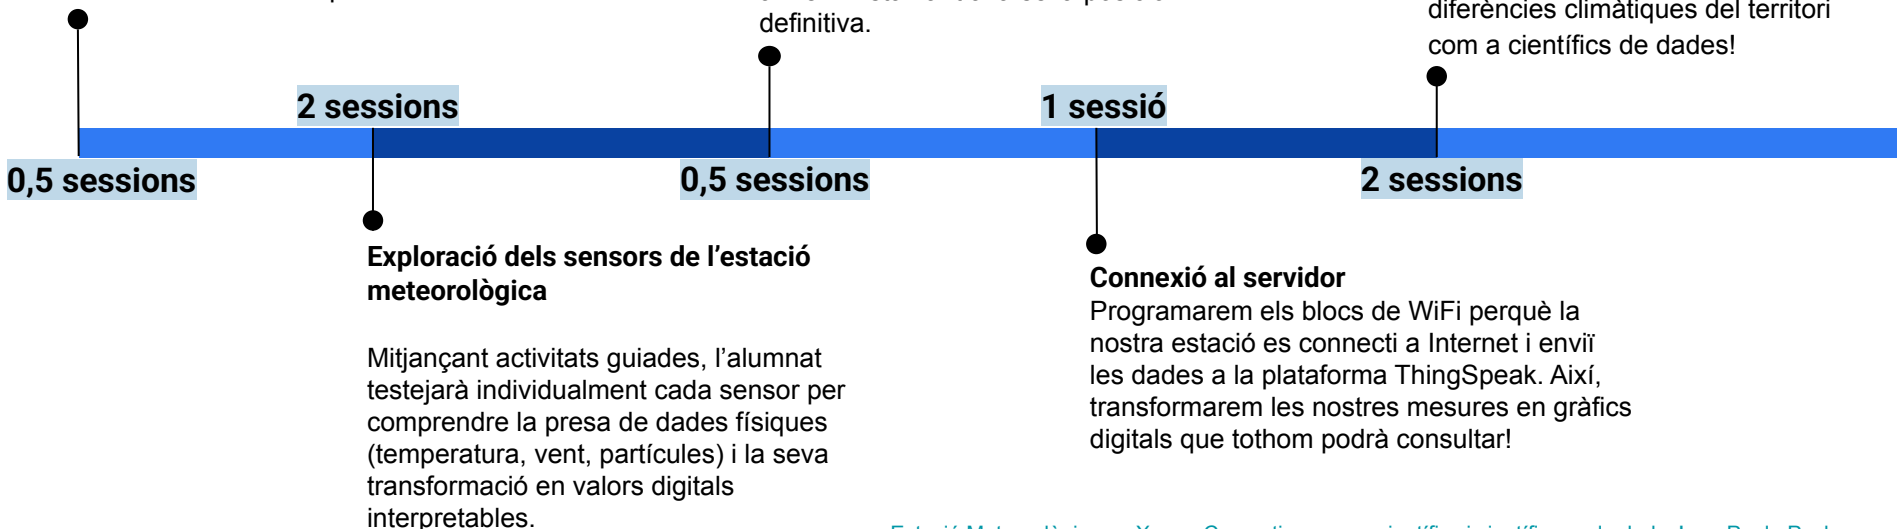 definitiva.
diferències climàtiques del territori
com a científics de dades!
2 sessions
1 sessió
0,5 sessions
0,5 sessions
2 sessions
Exploració dels sensors de l’estació
meteorològica
Mitjançant activitats guiades, l’alumnat
testejarà individualment cada sensor per
comprendre la presa de dades físiques
(temperatura, vent, partícules) i la seva
transformació en valors digitals
interpretables.
Connexió al servidor
Programarem els blocs de WiFi perquè la
nostra estació es connecti a Internet i enviï
les dades a la plataforma ThingSpeak. Així,
transformarem les nostres mesures en gràfics
digitals que tothom podrà consultar!